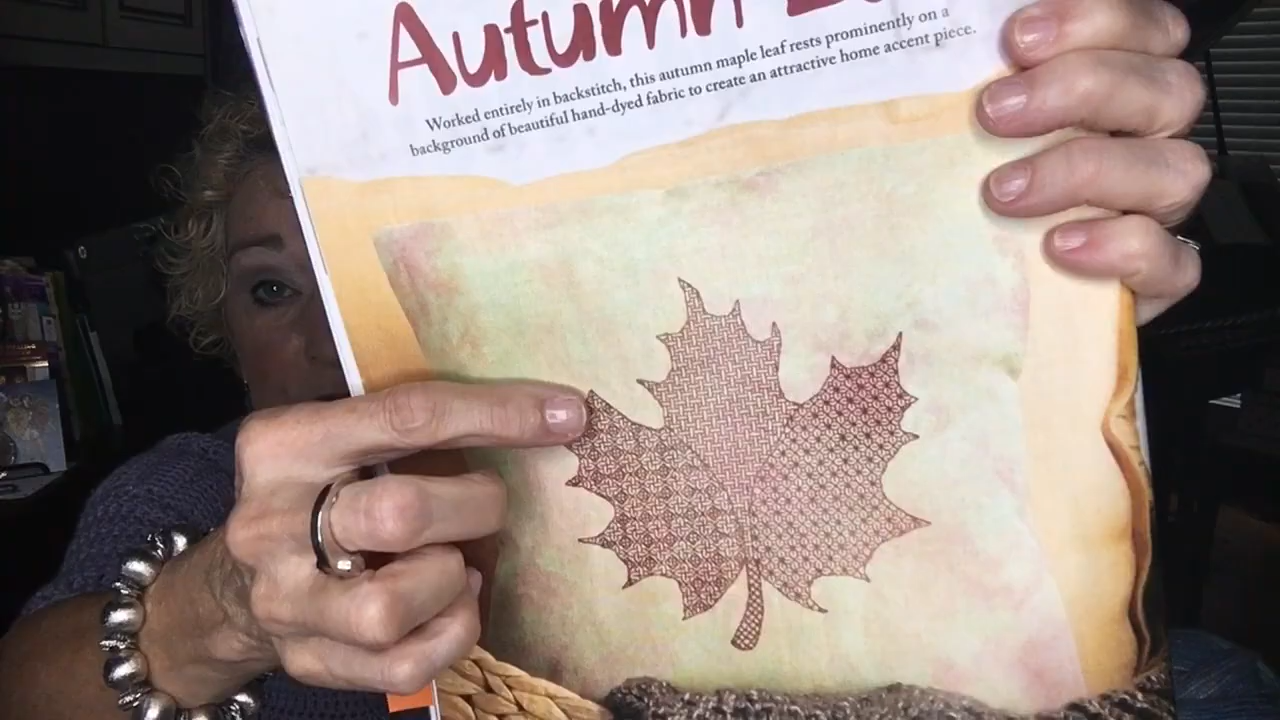 Autumn
Worked entirely in backstitch, this autumn maple leaf rests prominently on a
background of beautiful hand-dyed fabric to create an attractive home accent piece.